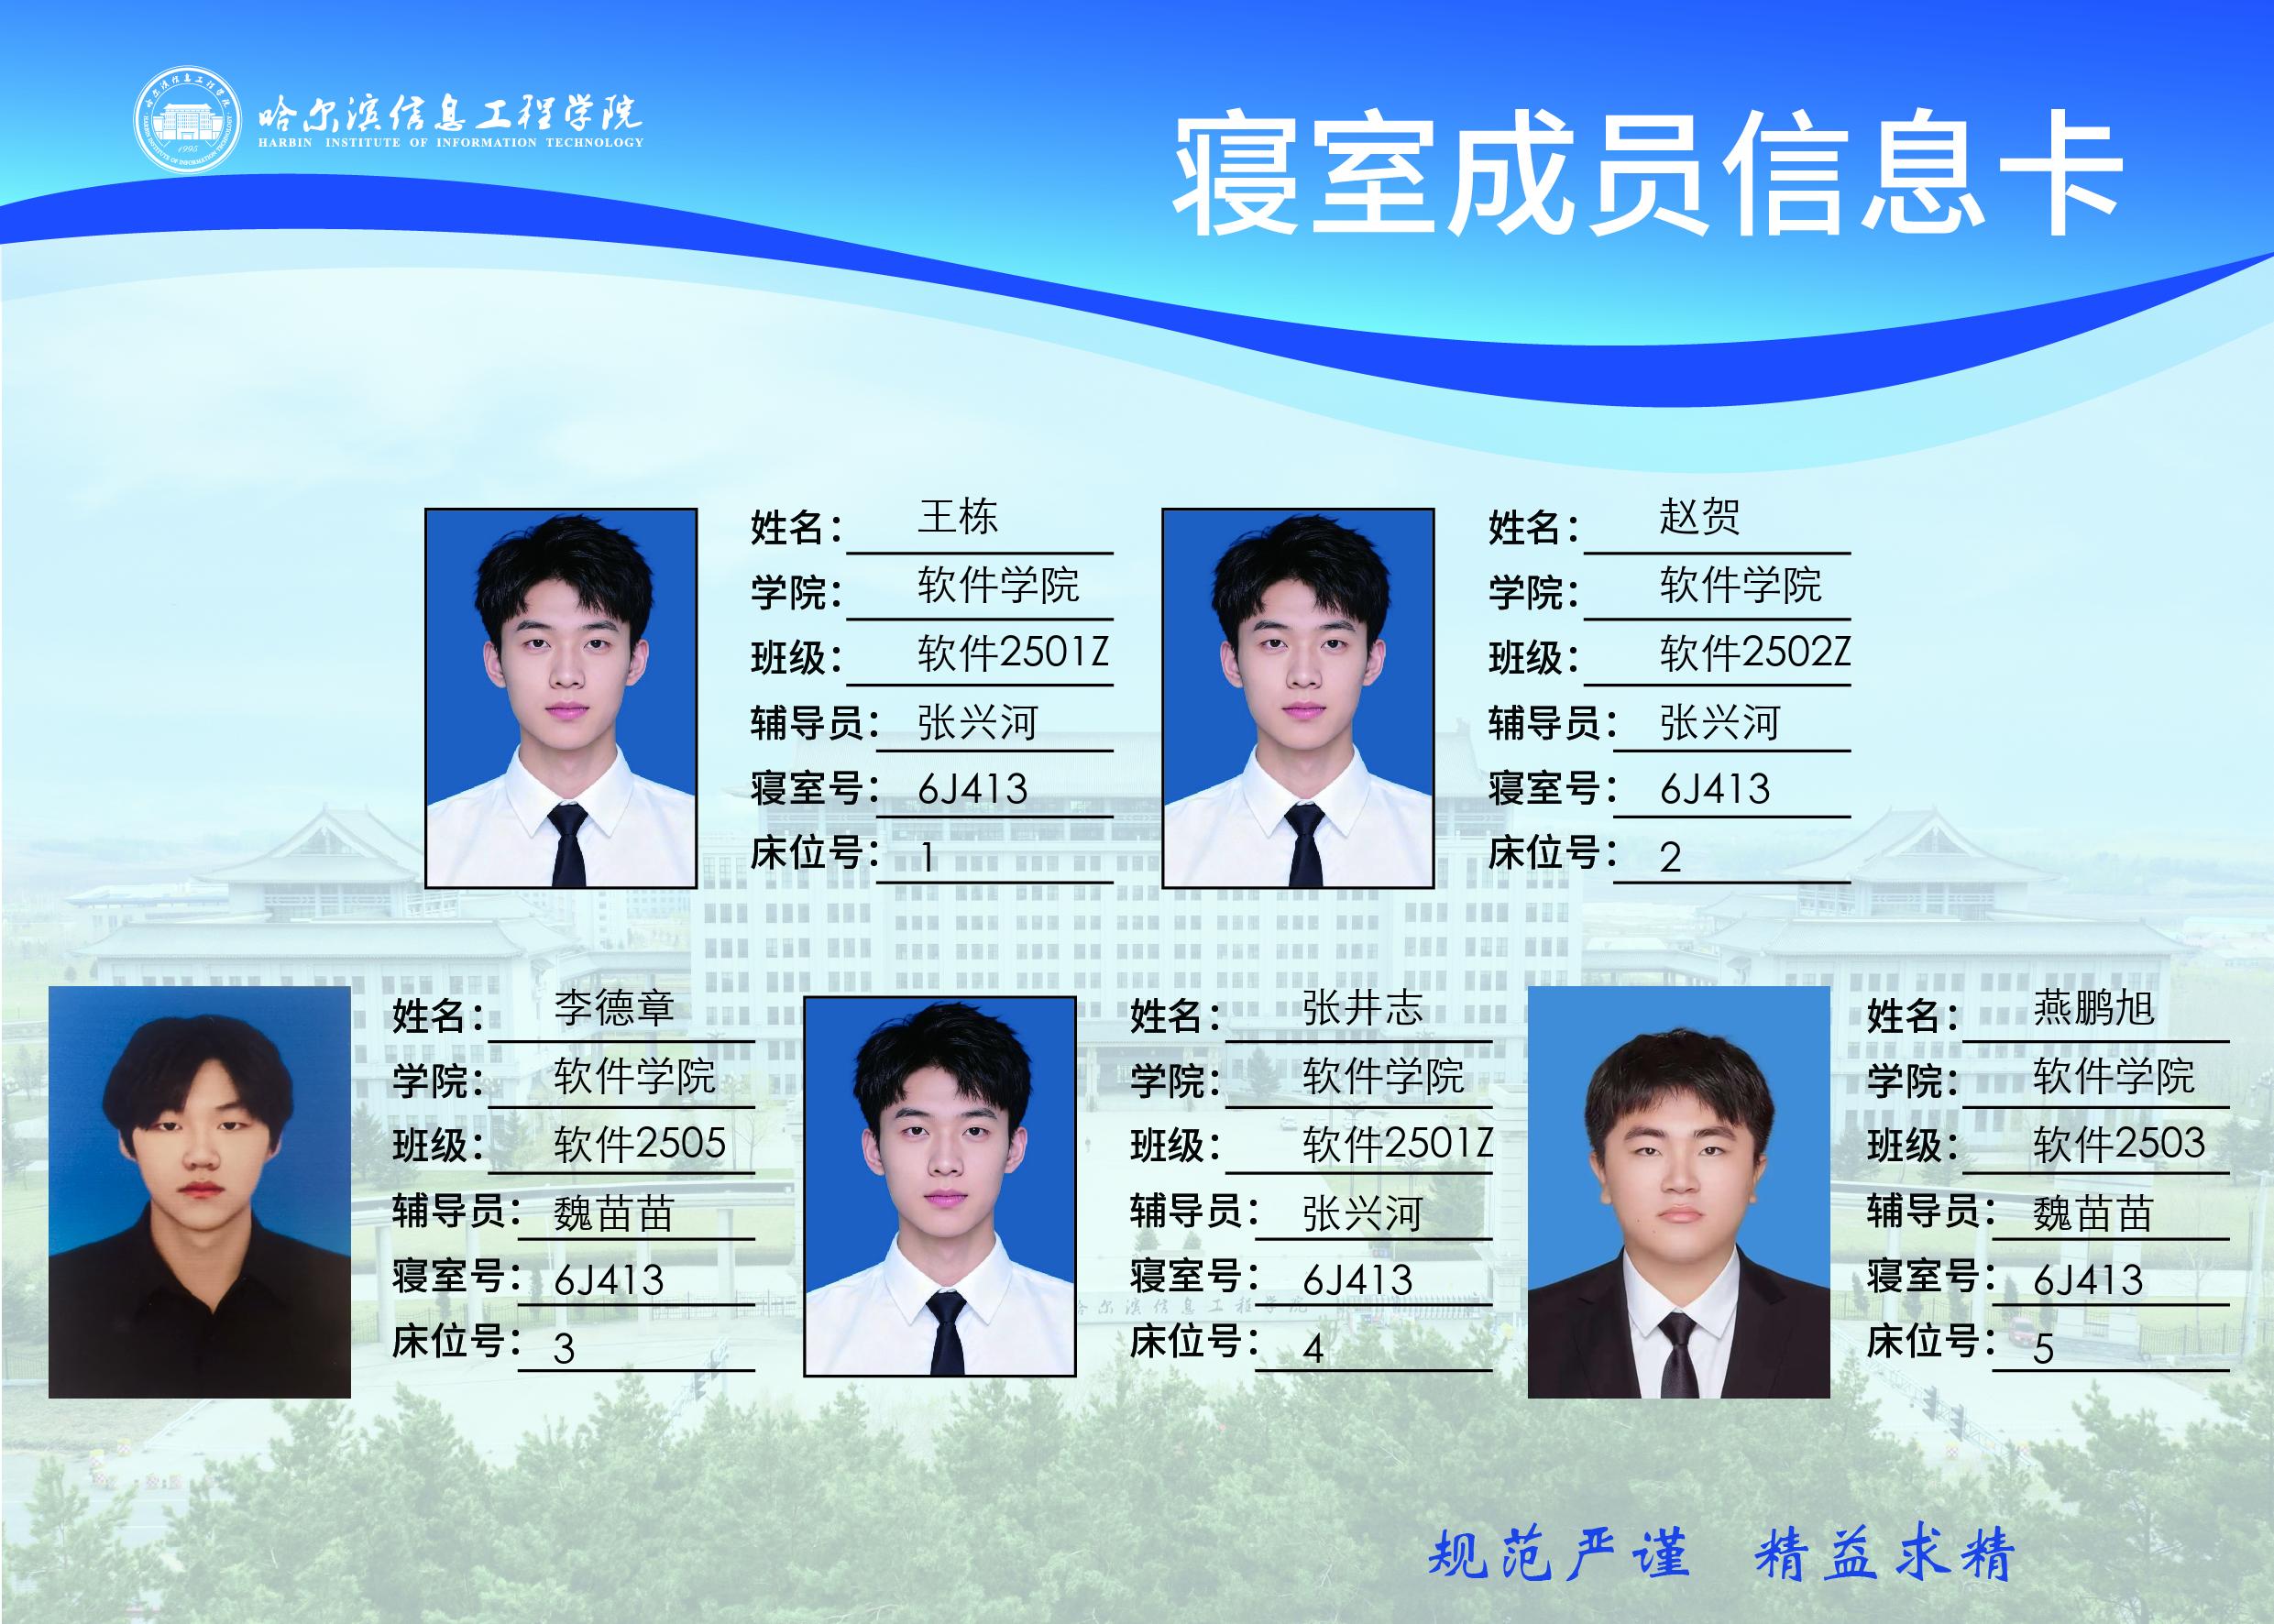 哈尔滨信息工程学院
HARBIN INSTITUTE OF INFORMATION TECHNOLOGY
1995
寝室成员信息卡
姓名： 王栋
学院： 软件学院
班级： 软件2501Z
辅导员： 张兴河
寝室号： 6J413
床位号： 1
姓名： 赵贺
学院： 软件学院
班级： 软件2502Z
辅导员： 张兴河
寝室号： 6J413
床位号： 2
姓名： 李德章
学院： 软件学院
班级： 软件2505
辅导员： 魏苗苗
寝室号： 6J413
床位号： 3
姓名： 张井志
学院： 软件学院
班级： 软件2501Z
辅导员： 张兴河
寝室号： 6J413
床位号： 4
姓名： 燕鹏旭
学院： 软件学院
班级： 软件2503
辅导员： 魏苗苗
寝室号： 6J413
床位号： 5
哈尔滨信息工程学院
规范严谨 精益求精